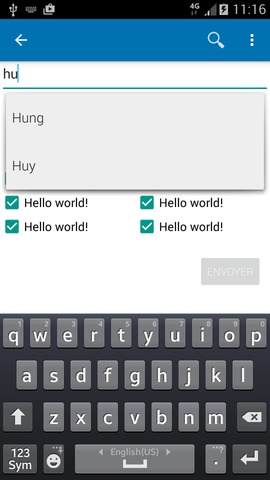 4G 11:16
hu
Hung
Huy
Hello world! Hello world!
Hello world! Hello world!
ENVOYER
1 2 3 4 5 6 7 8 9 0
q w e r t y u i o p
a s d f g h j k l
z x c v b n m
123 Sym English(US) .